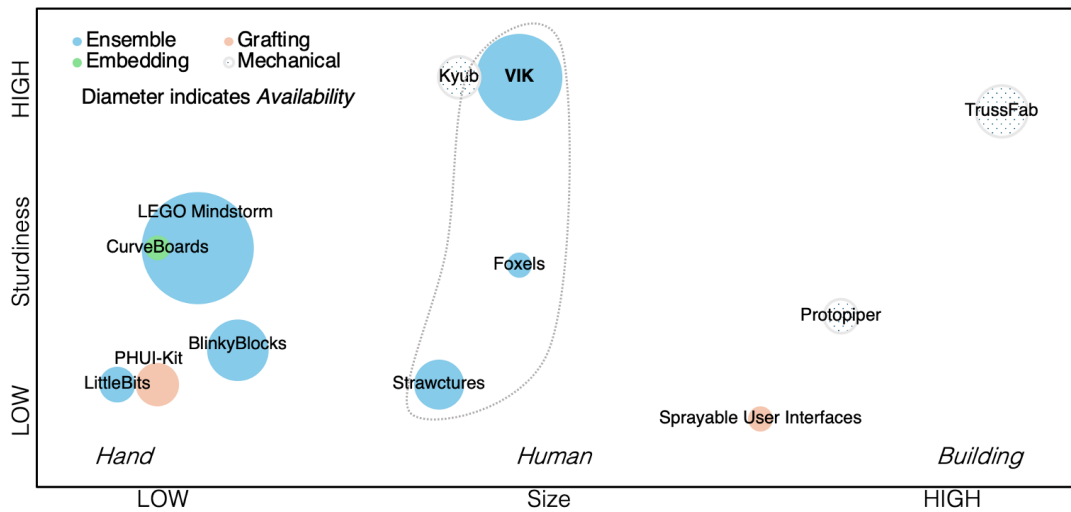 Ensemble
Grafting
Embedding
Mechanical
Diameter indicates Availability
HIGH
Sturdiness
LOW
Kyub
VIK
TrussFab
LEGO Mindstorm
CurveBoards
Foxels
Protopiper
BlinkyBlocks
PHUI-Kit
LittleBits
Strawctures
Sprayable User Interfaces
Hand
Human
Building
LOW
Size
HIGH